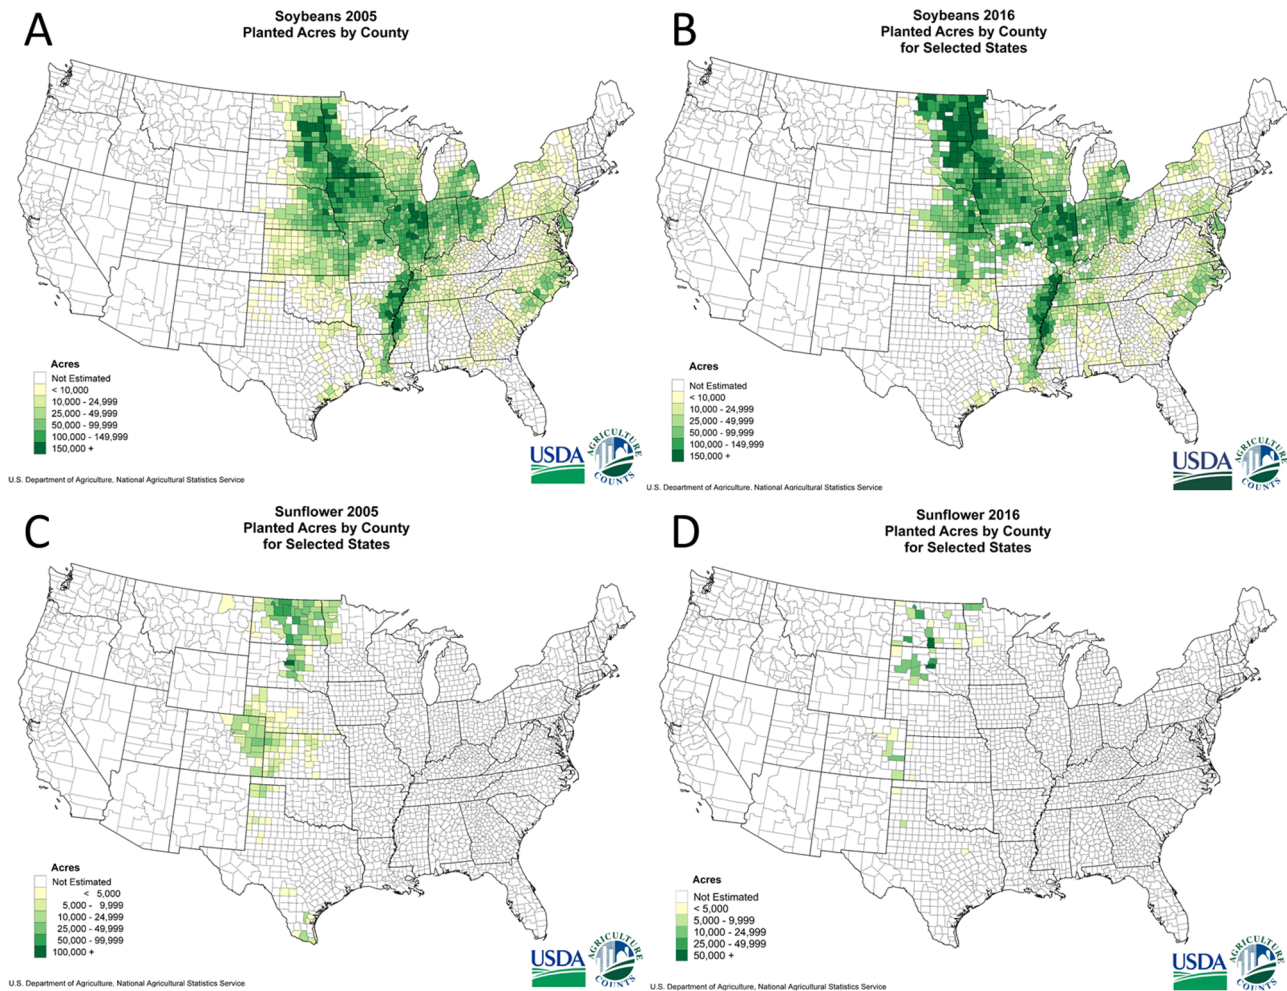 A
Soybeans 2005
Planted Acres by County
Acres
Not Estimated
< 10,000
10,000 - 24,999
25,000 - 49,999
50,000 - 99,999
100,000 - 149,999
150,000 +
USDA
AGRICULTURE
COUNTS
U.S. Department of Agriculture, National Agricultural Statistics Service
B
Soybeans 2016
Planted Acres by County
for Selected States
Acres
Not Estimated
< 10,000
10,000 - 24,999
25,000 - 49,999
50,000 - 99,999
100,000 - 149,999
150,000 +
USDA
AGRICULTURE
COUNTS
U.S. Department of Agriculture, National Agricultural Statistics Service
C
Sunflower 2005
Planted Acres by County
for Selected States
Acres
Not Estimated
< 5,000
5,000 - 9,999
10,000 - 24,999
25,000 - 49,999
50,000 - 99,999
100,000 +
USDA
AGRICULTURE
COUNTS
U.S. Department of Agriculture, National Agricultural Statistics Service
D
Sunflower 2016
Planted Acres by County
for Selected States
Acres
Not Estimated
< 5,000
5,000 - 9,999
10,000 - 24,999
25,000 - 49,999
50,000 +
USDA
AGRICULTURE
COUNTS
U.S. Department of Agriculture, National Agricultural Statistics Service